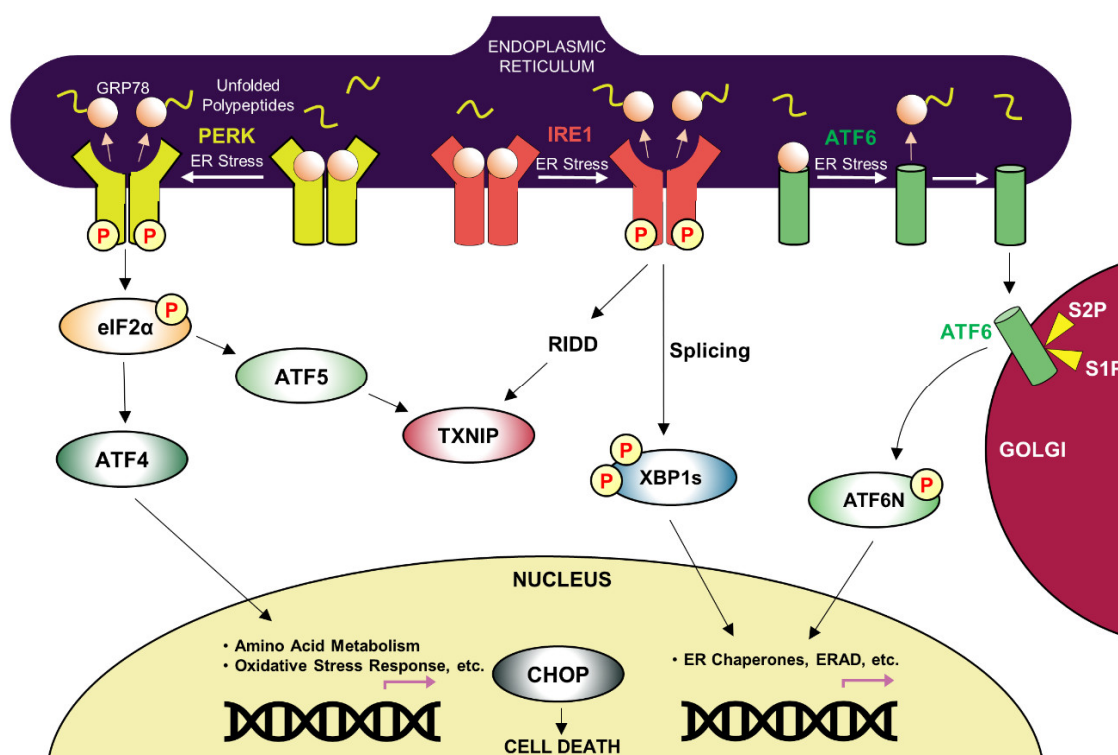 ENDOPLASMIC
RETICULUM
GRP78
Unfolded
Polypeptides
PERK
ER Stress
IRE1
ER Stress
ATF6
ER Stress
P
P
P
P
eIF2α
P
ATF5
ATF4
RIDD
TXNIP
Splicing
P
P
XBP1s
ATF6
S2P
S1P
GOLGI
ATF6N
P
NUCLEUS
• Amino Acid Metabolism
• Oxidative Stress Response, etc.
CHOP
CELL DEATH
• ER Chaperones, ERAD, etc.